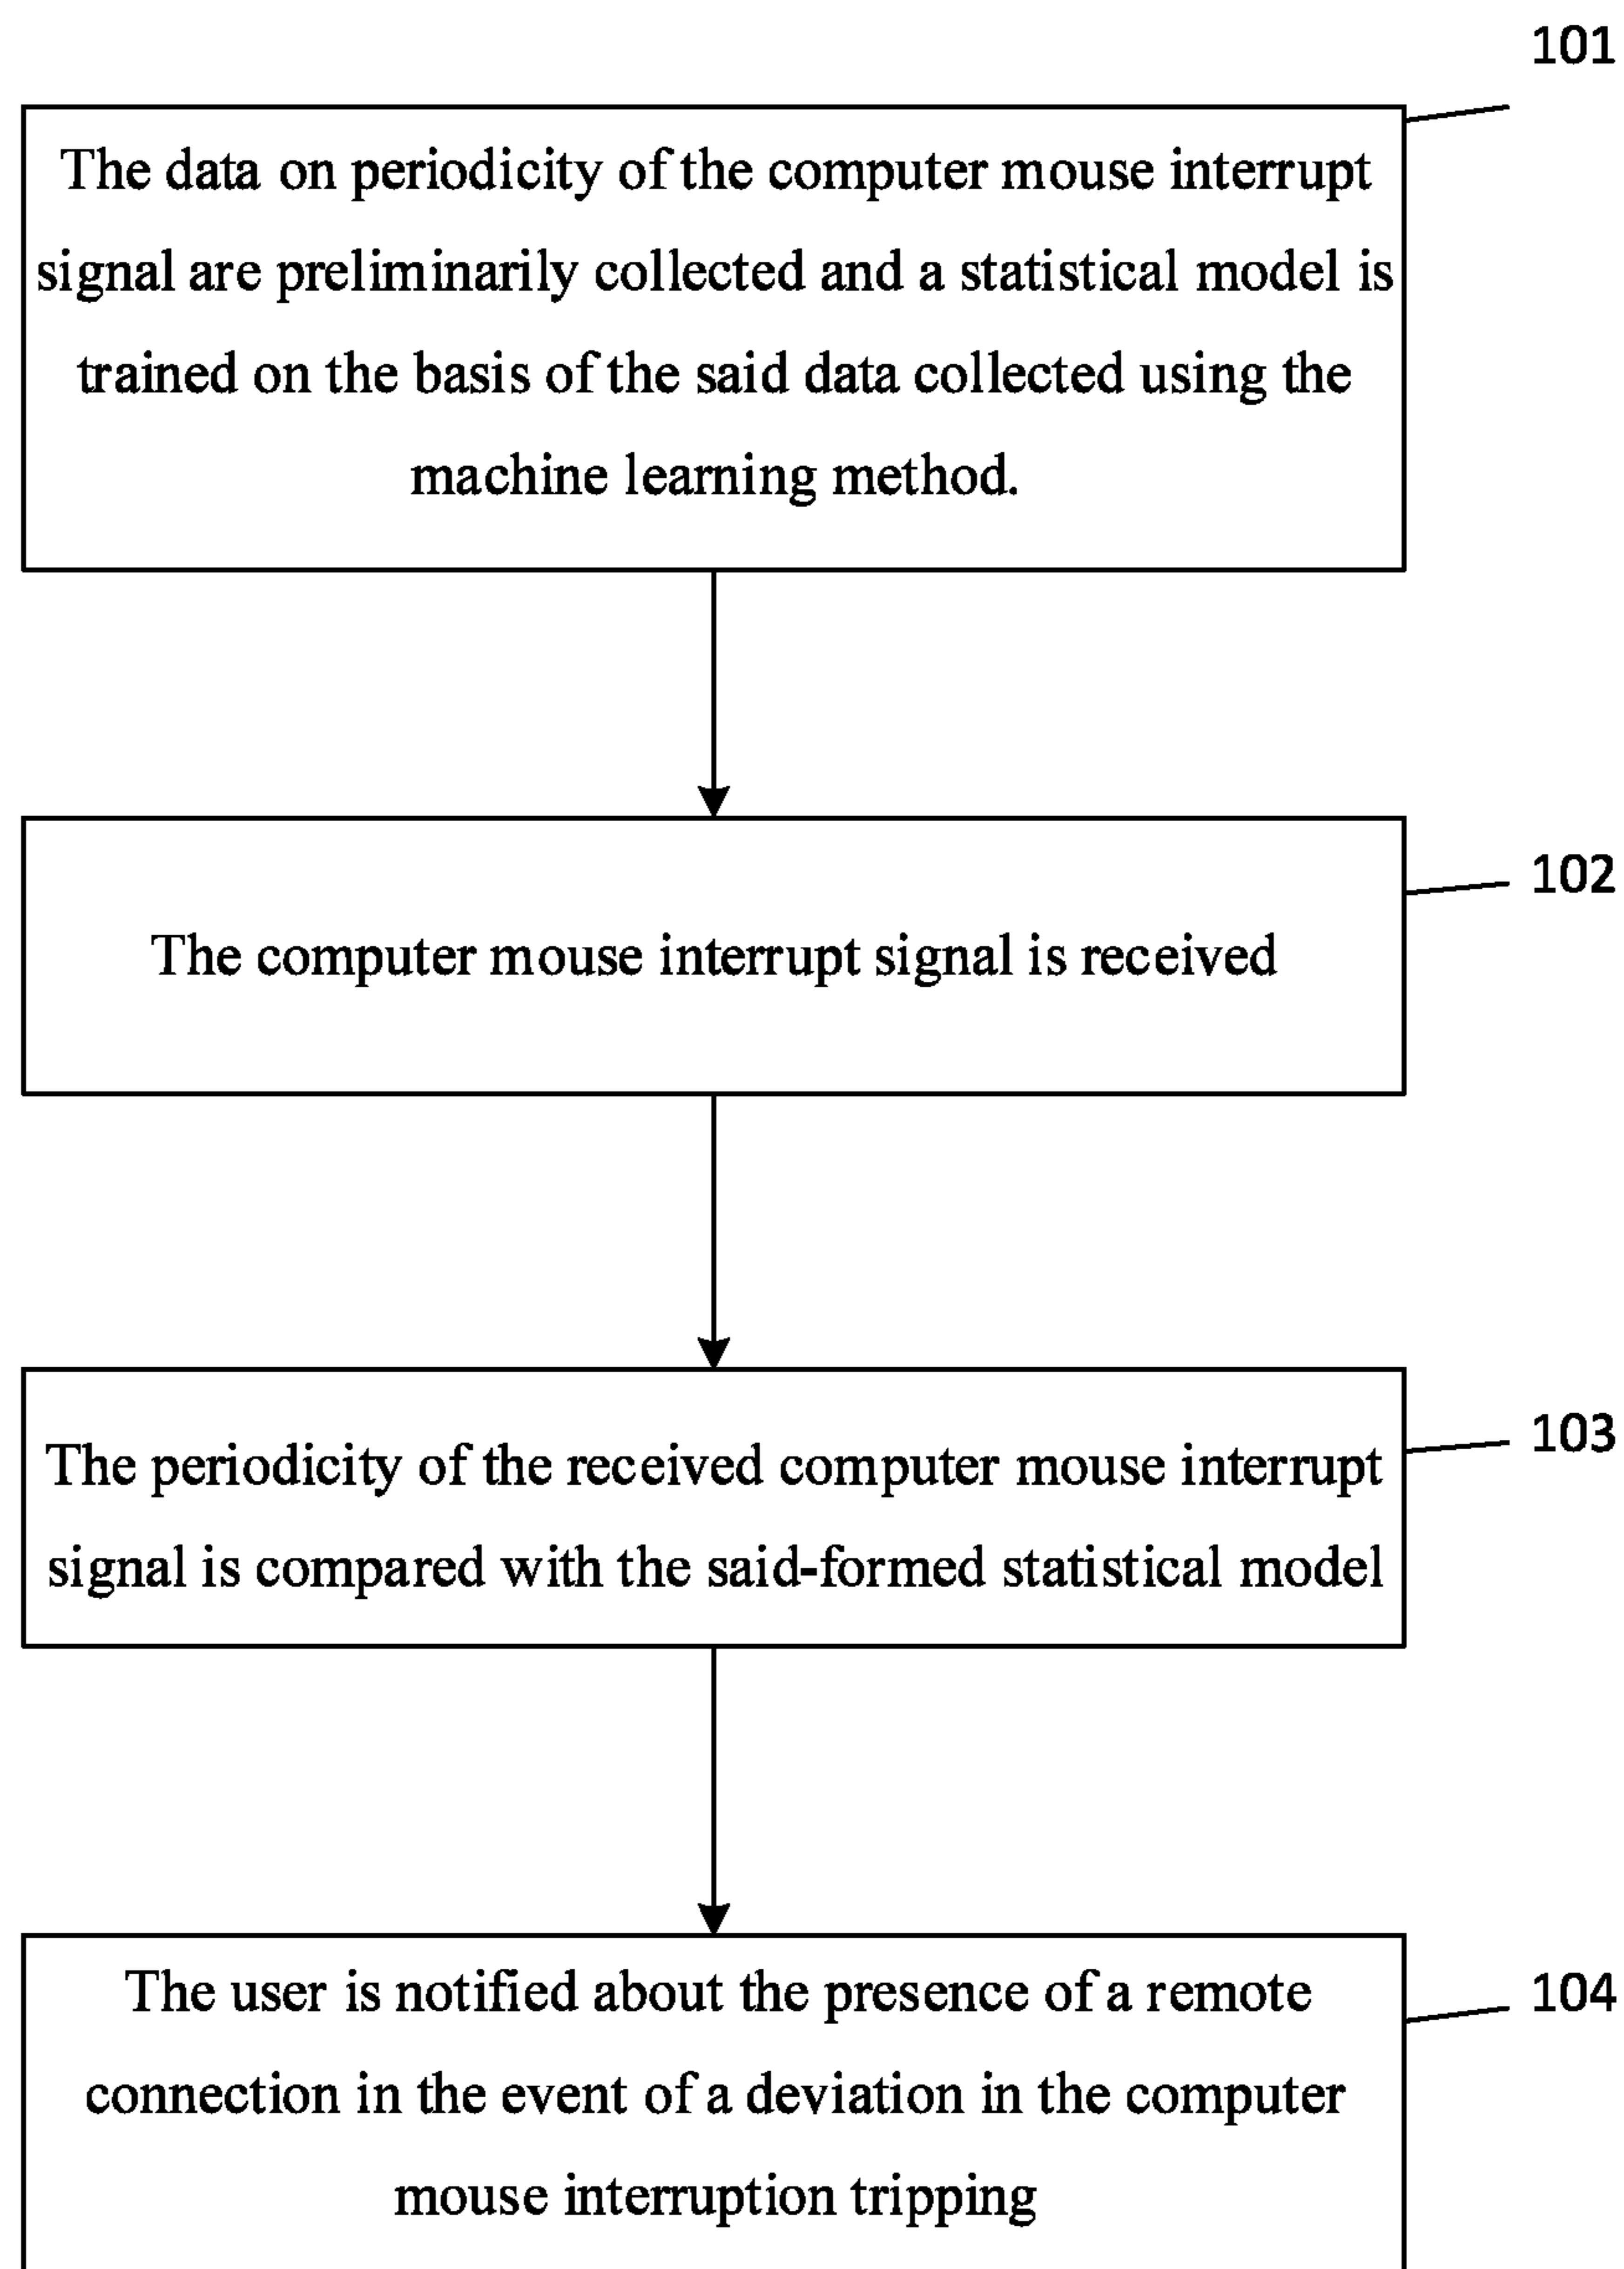 101
The data on periodicity of the computer mouse interrupt
signal are preliminarily collected and a statistical model is
trained on the basis of the said data collected using the
machine learning method.
102
The computer mouse interrupt signal is received
103
The periodicity of the received computer mouse interrupt
signal is compared with the said-formed statistical model
104
The user is notified about the presence of a remote
connection in the event of a deviation in the computer
mouse interruption tripping